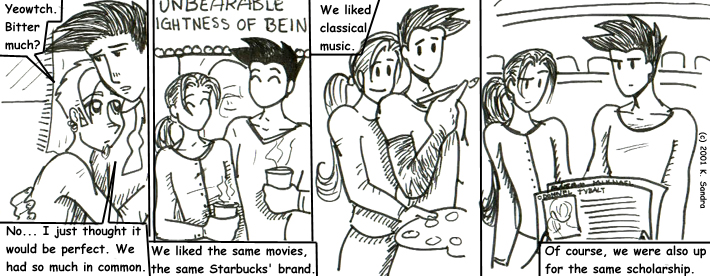 Yeowtch.
Bitter
much?
No... I just thought it
would be perfect. We
had so much in common.
UNBEARABLE
IGHTNESS OF BEIN
We liked the same movies,
the same Starbucks' brand.
We liked
classical
music.
TYBALT
Of course, we were also up
for the same scholarship.
(c) 2001 K. Sandra